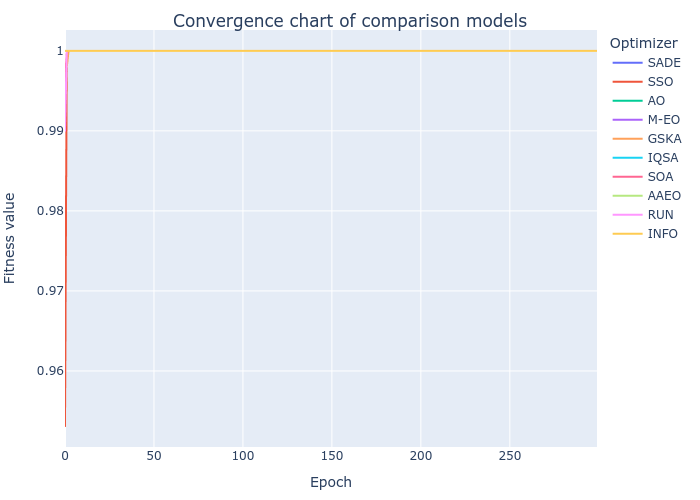 Convergence chart of comparison models
Optimizer
SADE
SSO
AO
M-EO
GSKA
IQSA
SOA
AAEO
RUN
INFO
Fitness value
1
0.99
0.98
0.97
0.96
0
50
100
150
200
250
Epoch